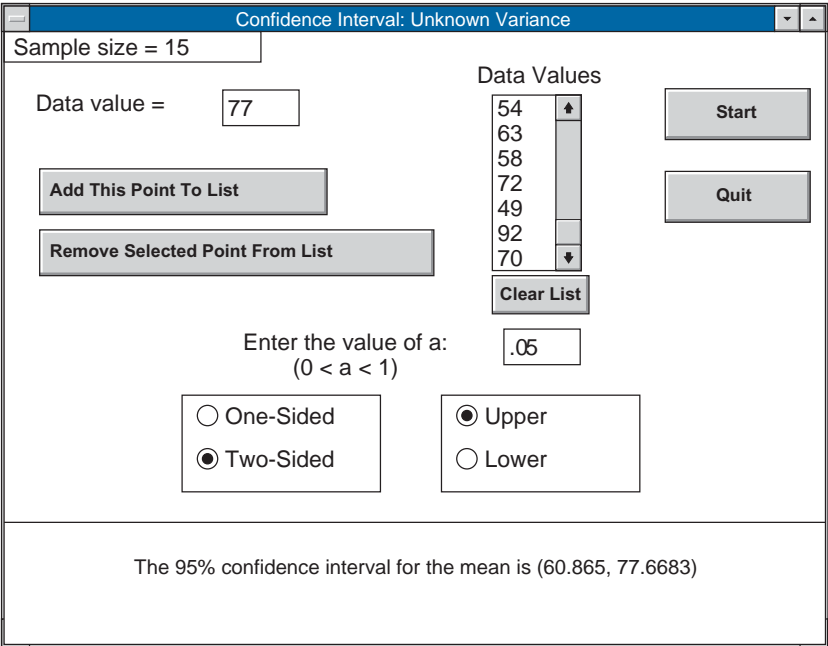 Confidence Interval: Unknown Variance
Sample size = 15
Data value =
77
Data Values
54
63
58
72
49
92
70
Start
Quit
Add This Point To List
Remove Selected Point From List
Clear List
Enter the value of a:
(0 < a < 1)
.05
One-Sided
Two-Sided
Upper
Lower
The 95% confidence interval for the mean is (60.865, 77.6683)